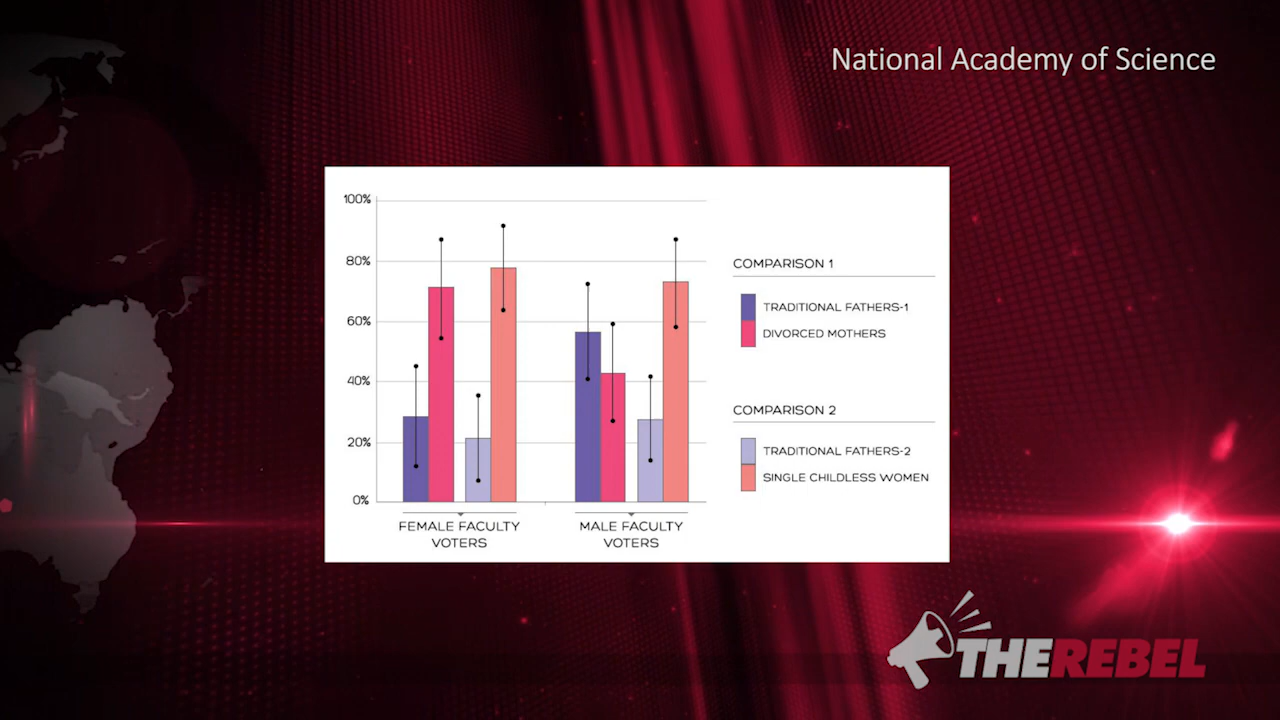 National Academy of Science
100%
80%
60%
40%
20%
0%
FEMALE FACULTY
VOTERS
MALE FACULTY
VOTERS
COMPARISON 1
TRADITIONAL FATHERS-1
DIVORCED MOTHERS
COMPARISON 2
TRADITIONAL FATHERS-2
SINGLE CHILDLESS WOMEN
THEREBEL